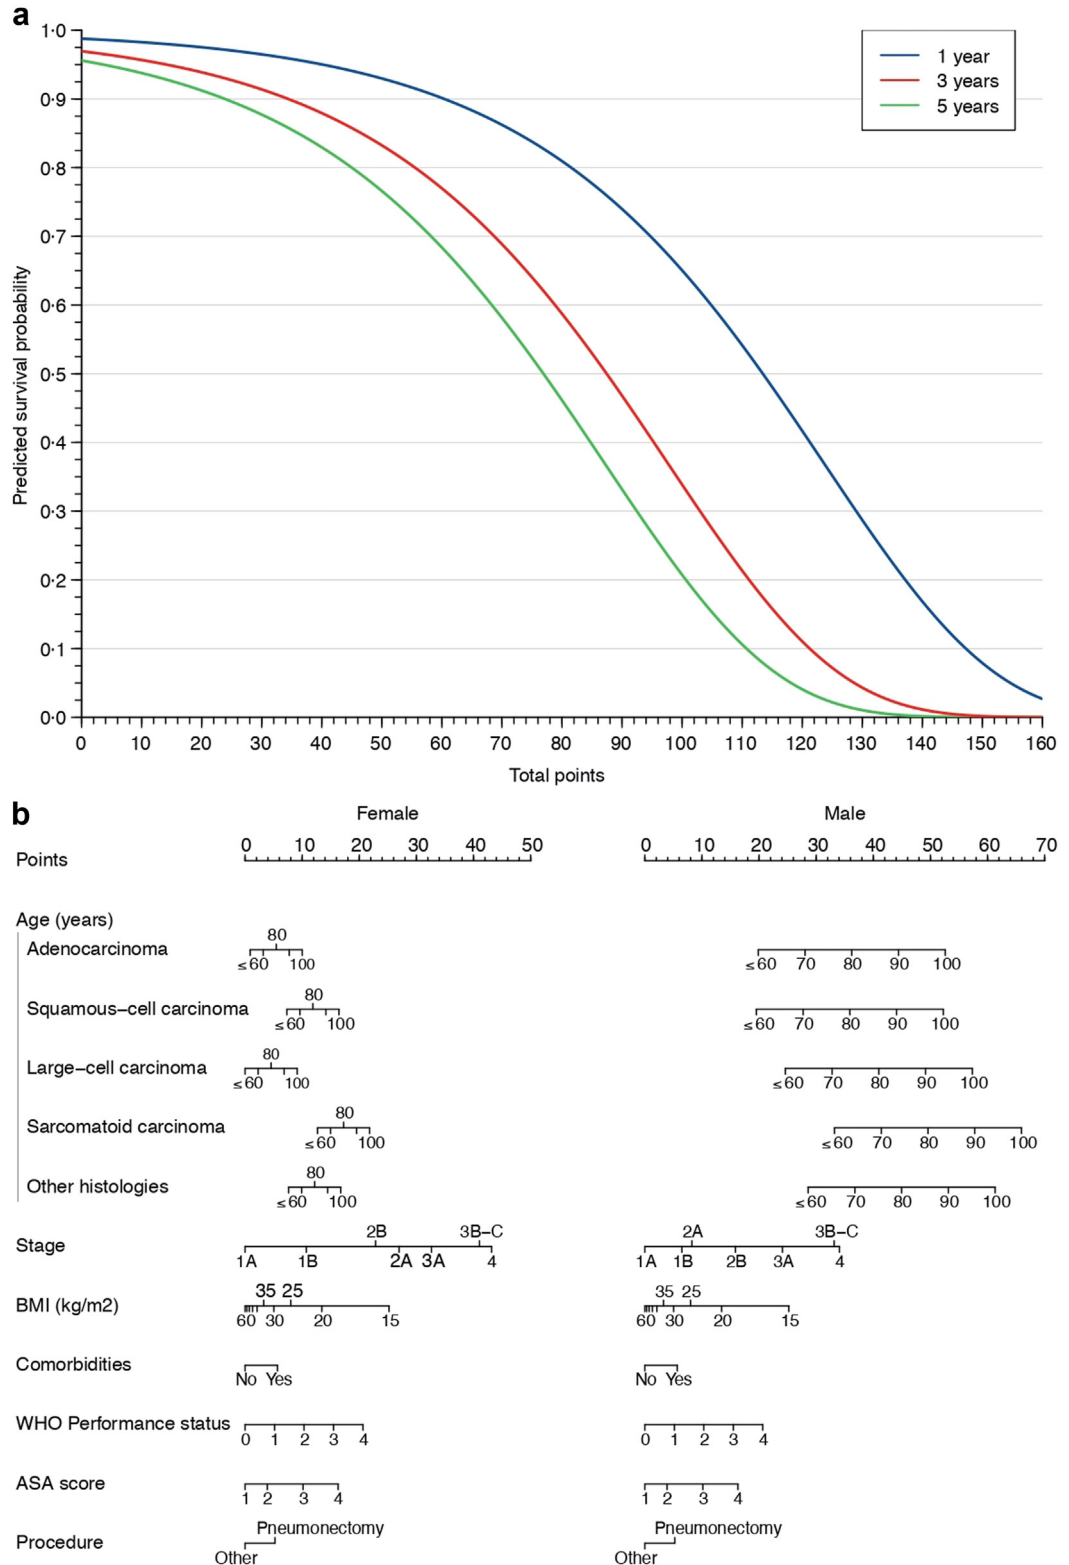 a
1·0
0·9
0·8
0·7
0·6
0·5
0·4
0·3
0·2
0·1
0·0
Predicted survival probability
1 year
3 years
5 years
0 10 20 30 40 50 60 70 80 90 100 110 120 130 140 150 160
Total points
b
Female Male
Points 0 10 20 30 40 50 0 10 20 30 40 50 60 70
Age (years)
80
Adenocarcinoma
≤60 100 ≤60 70 80 90 100
80
Squamous–cell carcinoma
≤60 100 ≤60 70 80 90 100
80
Large–cell carcinoma
≤60 100 ≤60 70 80 90 100
80
Sarcomatoid carcinoma
≤60 100 ≤60 70 80 90 100
80
Other histologies
≤60 100 ≤60 70 80 90 100
2B 3B–C 2A 3B–C
Stage
1A 1B 2A 3A 4 1A 1B 2B 3A 4
35 25 35 25
BMI (kg/m2)
60 30 20 15 60 30 20 15
Comorbidities
No Yes No Yes
WHO Performance status
0 1 2 3 4 0 1 2 3 4
ASA score
1 2 3 4 1 2 3 4
Pneumonectomy Pneumonectomy
Procedure
Other Other